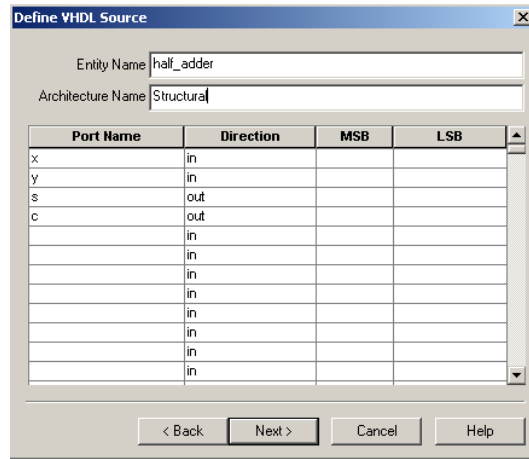 Define VHDL Source
Entity Name half_adder
Architecture Name Structural
Port Name Direction MSB LSB
x in
y in
s out
c out
in
in
in
in
in
in
in
in
< Back Next > Cancel Help